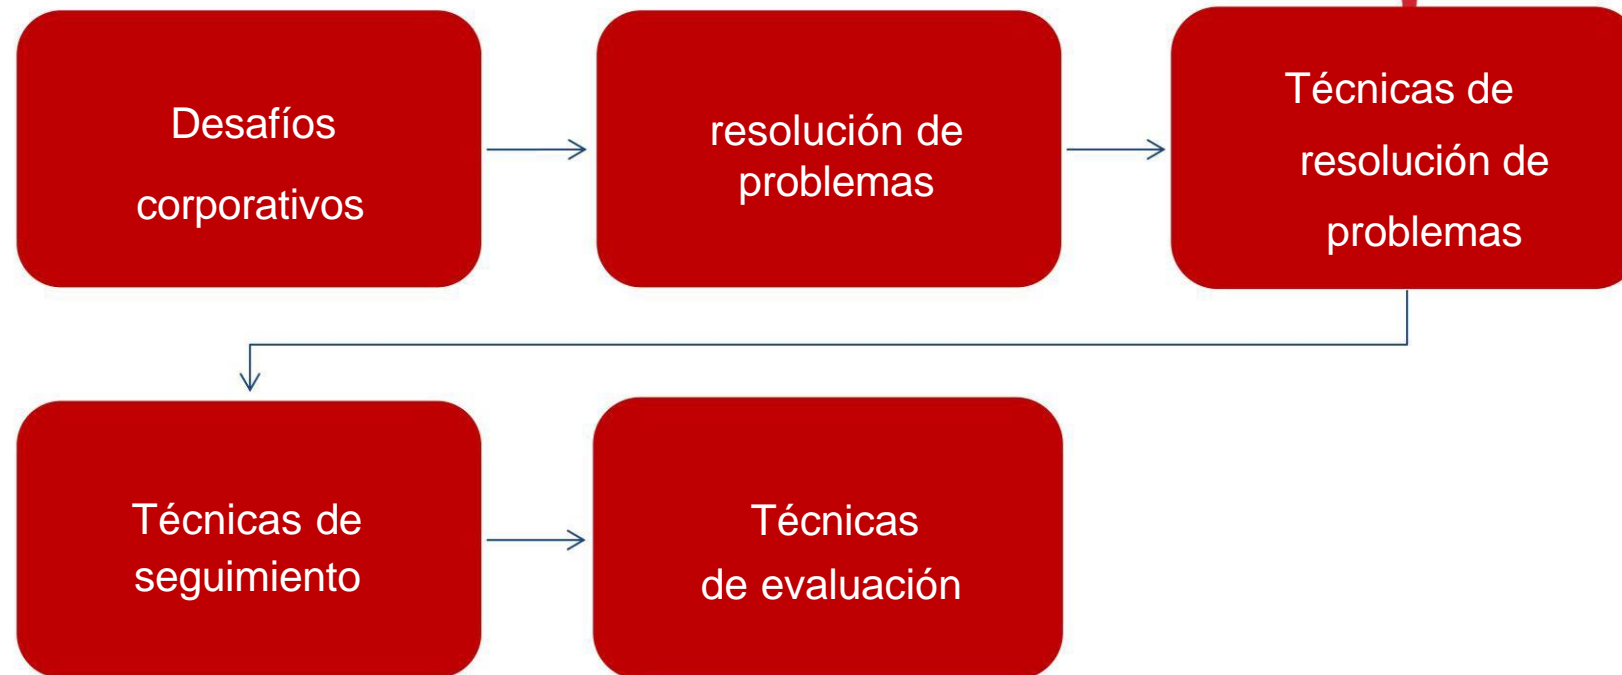 Desafíos
corporativos
resolución de
problemas
Técnicas de
resolución de
problemas
Técnicas de
seguimiento
Técnicas
de evaluación